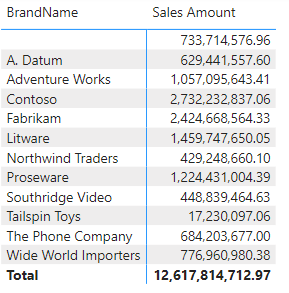 BrandName Sales Amount
733,714,576.96
A. Datum 629,441,557.60
Adventure Works 1,057,095,643.41
Contoso 2,732,232,837.06
Fabrikam 2,424,668,564.33
Litware 1,459,747,650.05
Northwind Traders 429,248,660.10
Proseware 1,224,431,004.39
Southridge Video 448,839,464.63
Tailspin Toys 17,230,097.06
The Phone Company 684,203,677.00
Wide World Importers 776,960,980.38
Total 12,617,814,712.97